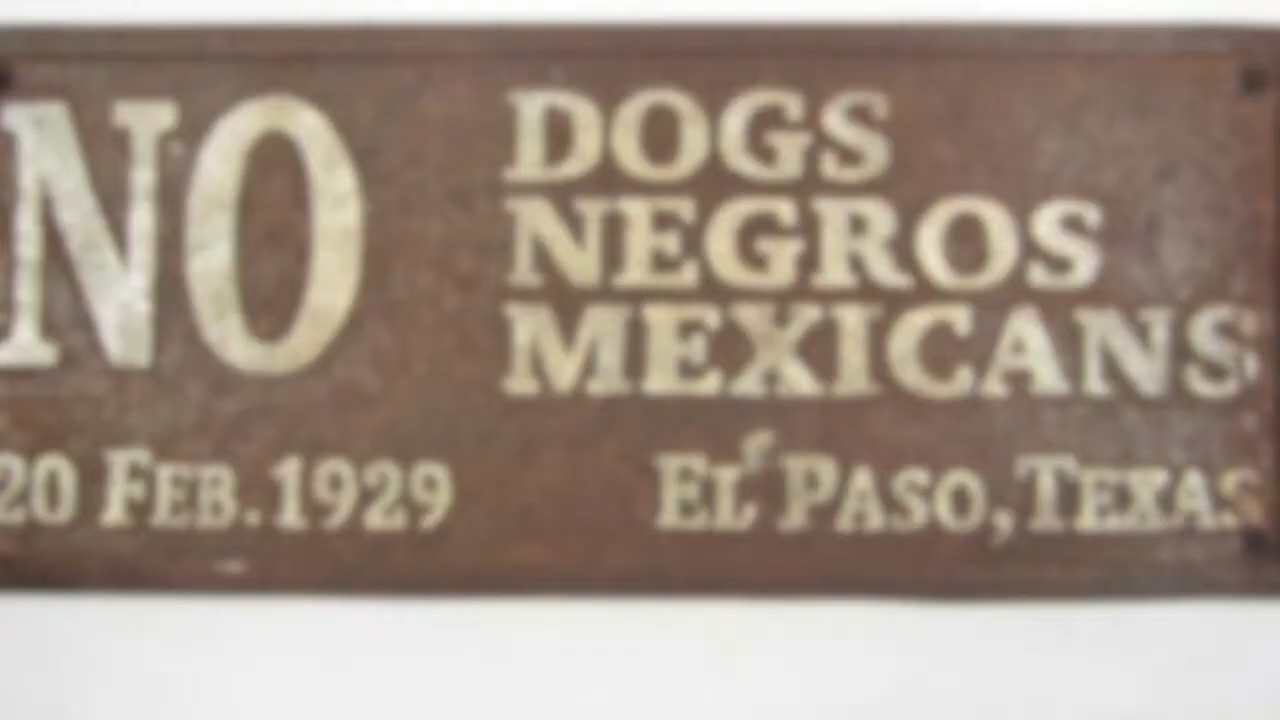 NO
DOGS
NEGROS
MEXICANS
20 FEB. 1929
EL PASO, TEXAS